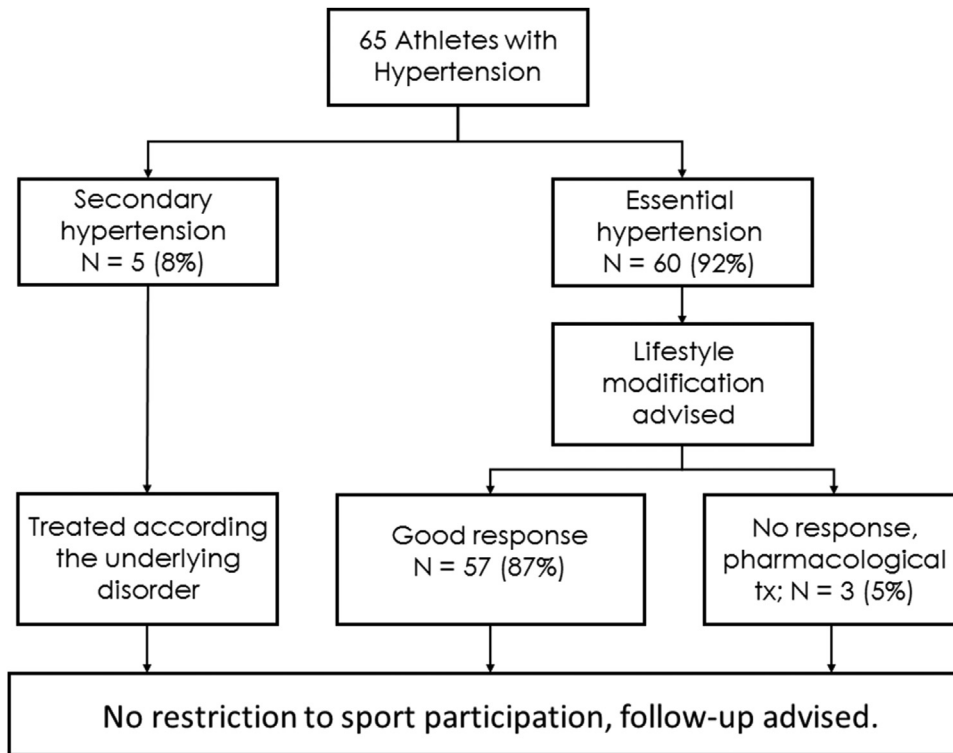 65 Athletes with
Hypertension
Secondary
hypertension
N = 5 (8%)
Essential
hypertension
N = 60 (92%)
Lifestyle
modification
advised
Treated according
the underlying
disorder
Good response
N = 57 (87%)
No response,
pharmacological
tx; N = 3 (5%)
No restriction to sport participation, follow-up advised.